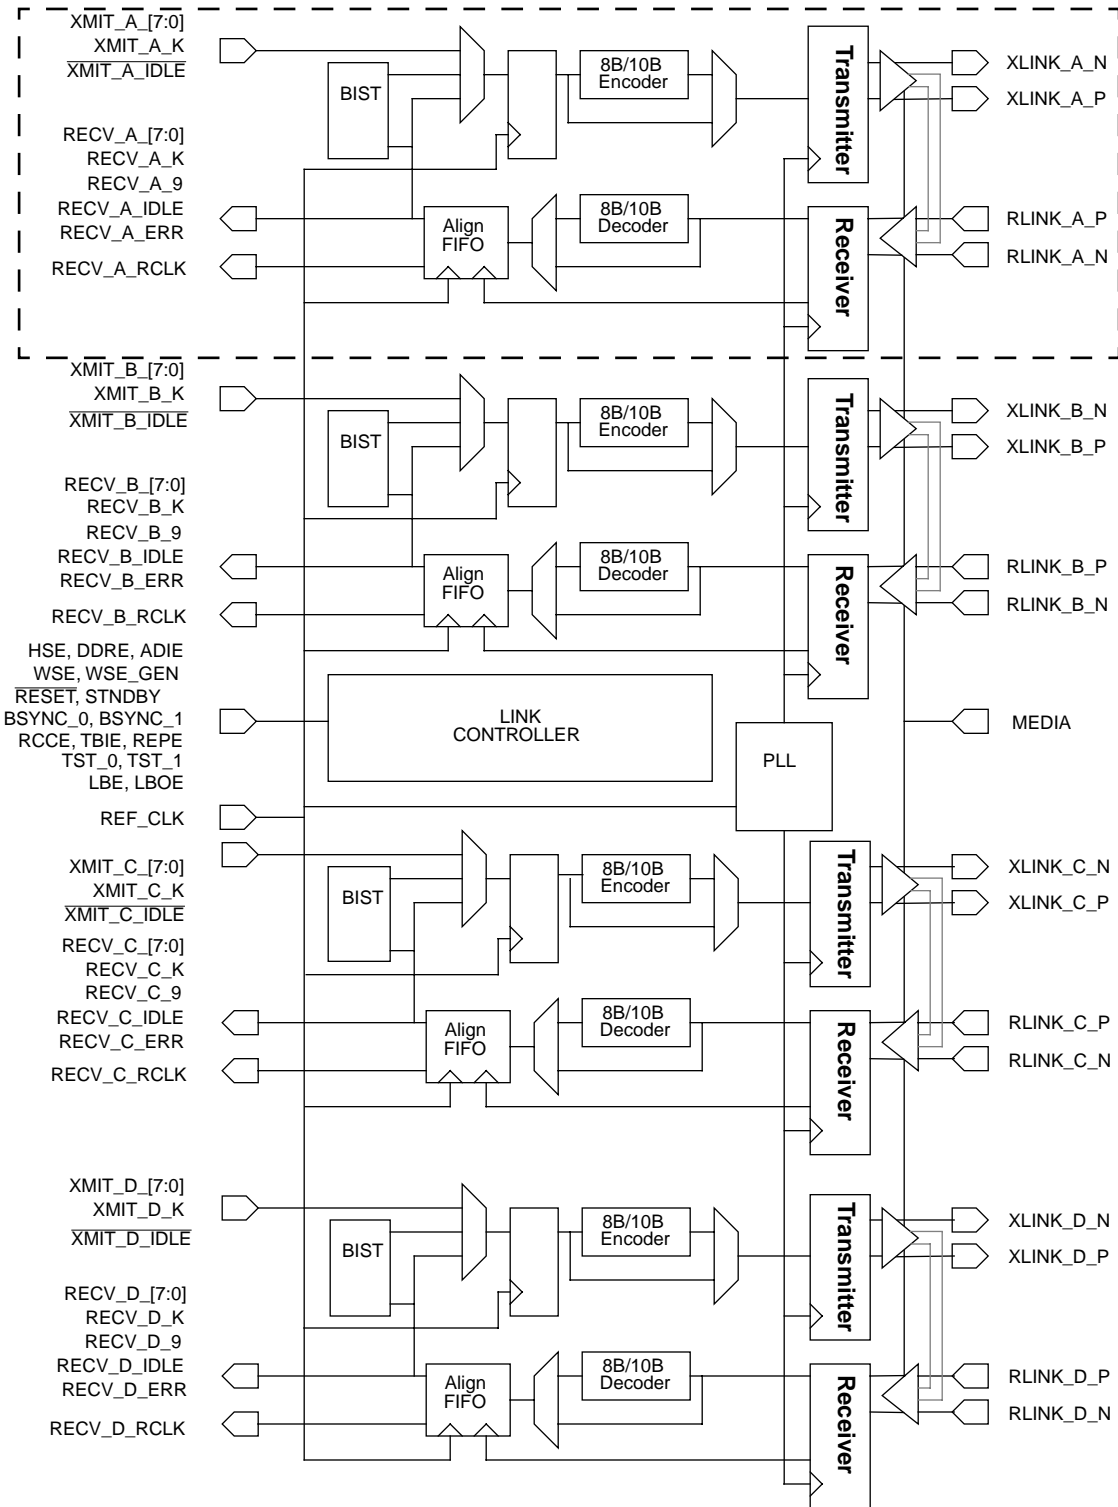 XMIT_A_[7:0]
XMIT_A_K
XMIT_A_IDLE
RECV_A_[7:0]
RECV_A_K
RECV_A_9
RECV_A_IDLE
RECV_A_ERR
RECV_A_RCLK
BIST
8B/10B
Encoder
Transmitter
XLINK_A_N
XLINK_A_P
Align
FIFO
8B/10B
Decoder
Receiver
RLINK_A_P
RLINK_A_N
XMIT_B_[7:0]
XMIT_B_K
XMIT_B_IDLE
RECV_B_[7:0]
RECV_B_K
RECV_B_9
RECV_B_IDLE
RECV_B_ERR
RECV_B_RCLK
BIST
8B/10B
Encoder
Transmitter
XLINK_B_N
XLINK_B_P
Align
FIFO
8B/10B
Decoder
Receiver
RLINK_B_P
RLINK_B_N
HSE, DDRE, ADIE
WSE, WSE_GEN
RESET, STNDBY
BSYNC_0, BSYNC_1
RCCE, TBIE, REPE
TST_0, TST_1
LBE, LBOE
LINK
CONTROLLER
PLL
MEDIA
REF_CLK
XMIT_C_[7:0]
XMIT_C_K
XMIT_C_IDLE
RECV_C_[7:0]
RECV_C_K
RECV_C_9
RECV_C_IDLE
RECV_C_ERR
RECV_C_RCLK
BIST
8B/10B
Encoder
Transmitter
XLINK_C_N
XLINK_C_P
Align
FIFO
8B/10B
Decoder
Receiver
RLINK_C_P
RLINK_C_N
XMIT_D_[7:0]
XMIT_D_K
XMIT_D_IDLE
RECV_D_[7:0]
RECV_D_K
RECV_D_9
RECV_D_IDLE
RECV_D_ERR
RECV_D_RCLK
BIST
8B/10B
Encoder
Transmitter
XLINK_D_N
XLINK_D_P
Align
FIFO
8B/10B
Decoder
Receiver
RLINK_D_P
RLINK_D_N